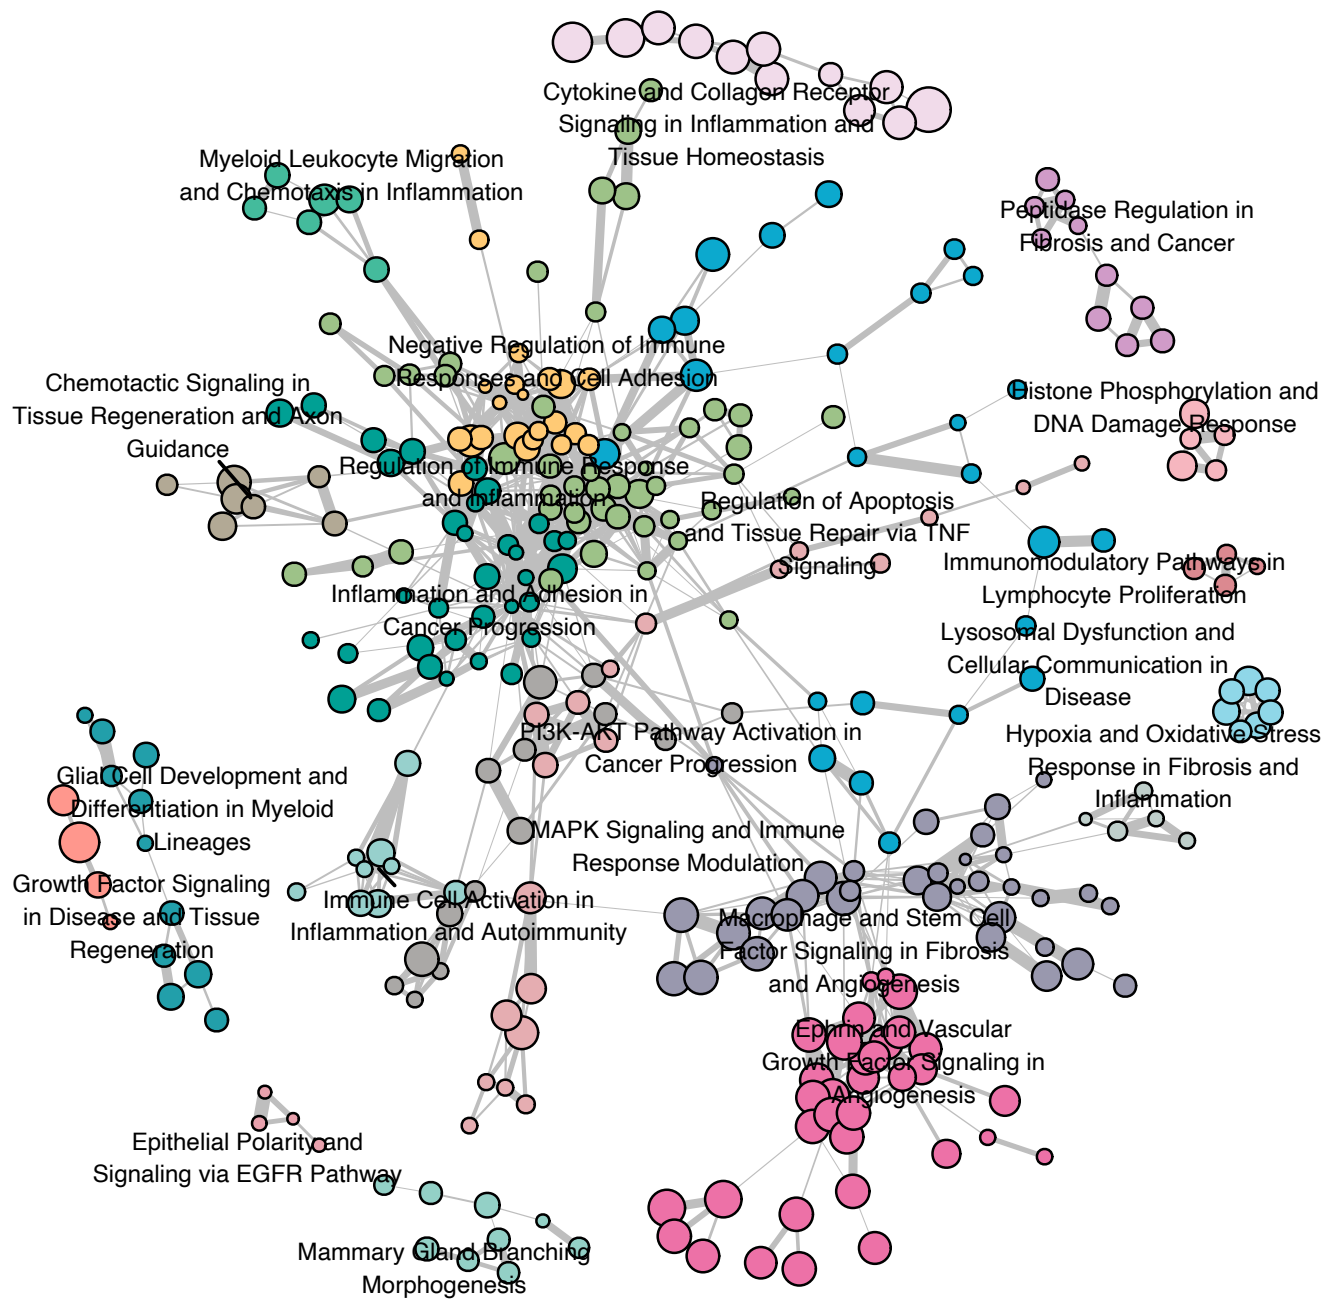 Cytokine and Collagen Receptor
Signaling in Inflammation and
Tissue Homeostasis
Myeloid Leukocyte Migration
and Chemotaxis in Inflammation
Peptidase Regulation in
Fibrosis and Cancer
Negative Regulation of Immune
Responses and Cell Adhesion
Chemotactic Signaling in
Tissue Regeneration and Axon
Guidance
Histone Phosphorylation and
DNA Damage Response
Regulation of Immune Response
and Inflammation
Regulation of Apoptosis
and Tissue Repair via TNF
Signaling
Immunomodulatory Pathways in
Lymphocyte Proliferation
Inflammation and Adhesion in
Cancer Progression
Lysosomal Dysfunction and
Cellular Communication in
Disease
PI3K-AKT Pathway Activation in
Cancer Progression
Hypoxia and Oxidative Stress
Response in Fibrosis and
Inflammation
Glial Cell Development and
Differentiation in Myeloid
Lineages
MAPK Signaling and Immune
Response Modulation
Growth Factor Signaling
in Disease and Tissue
Regeneration
Immune Cell Activation in
Inflammation and Autoimmunity
Macrophage and Stem Cell
Factor Signaling in Fibrosis
and Angiogenesis
Ephrin and Vascular
Growth Factor Signaling in
Angiogenesis
Epithelial Polarity and
Signaling via EGFR Pathway
Mammary Gland Branching
Morphogenesis